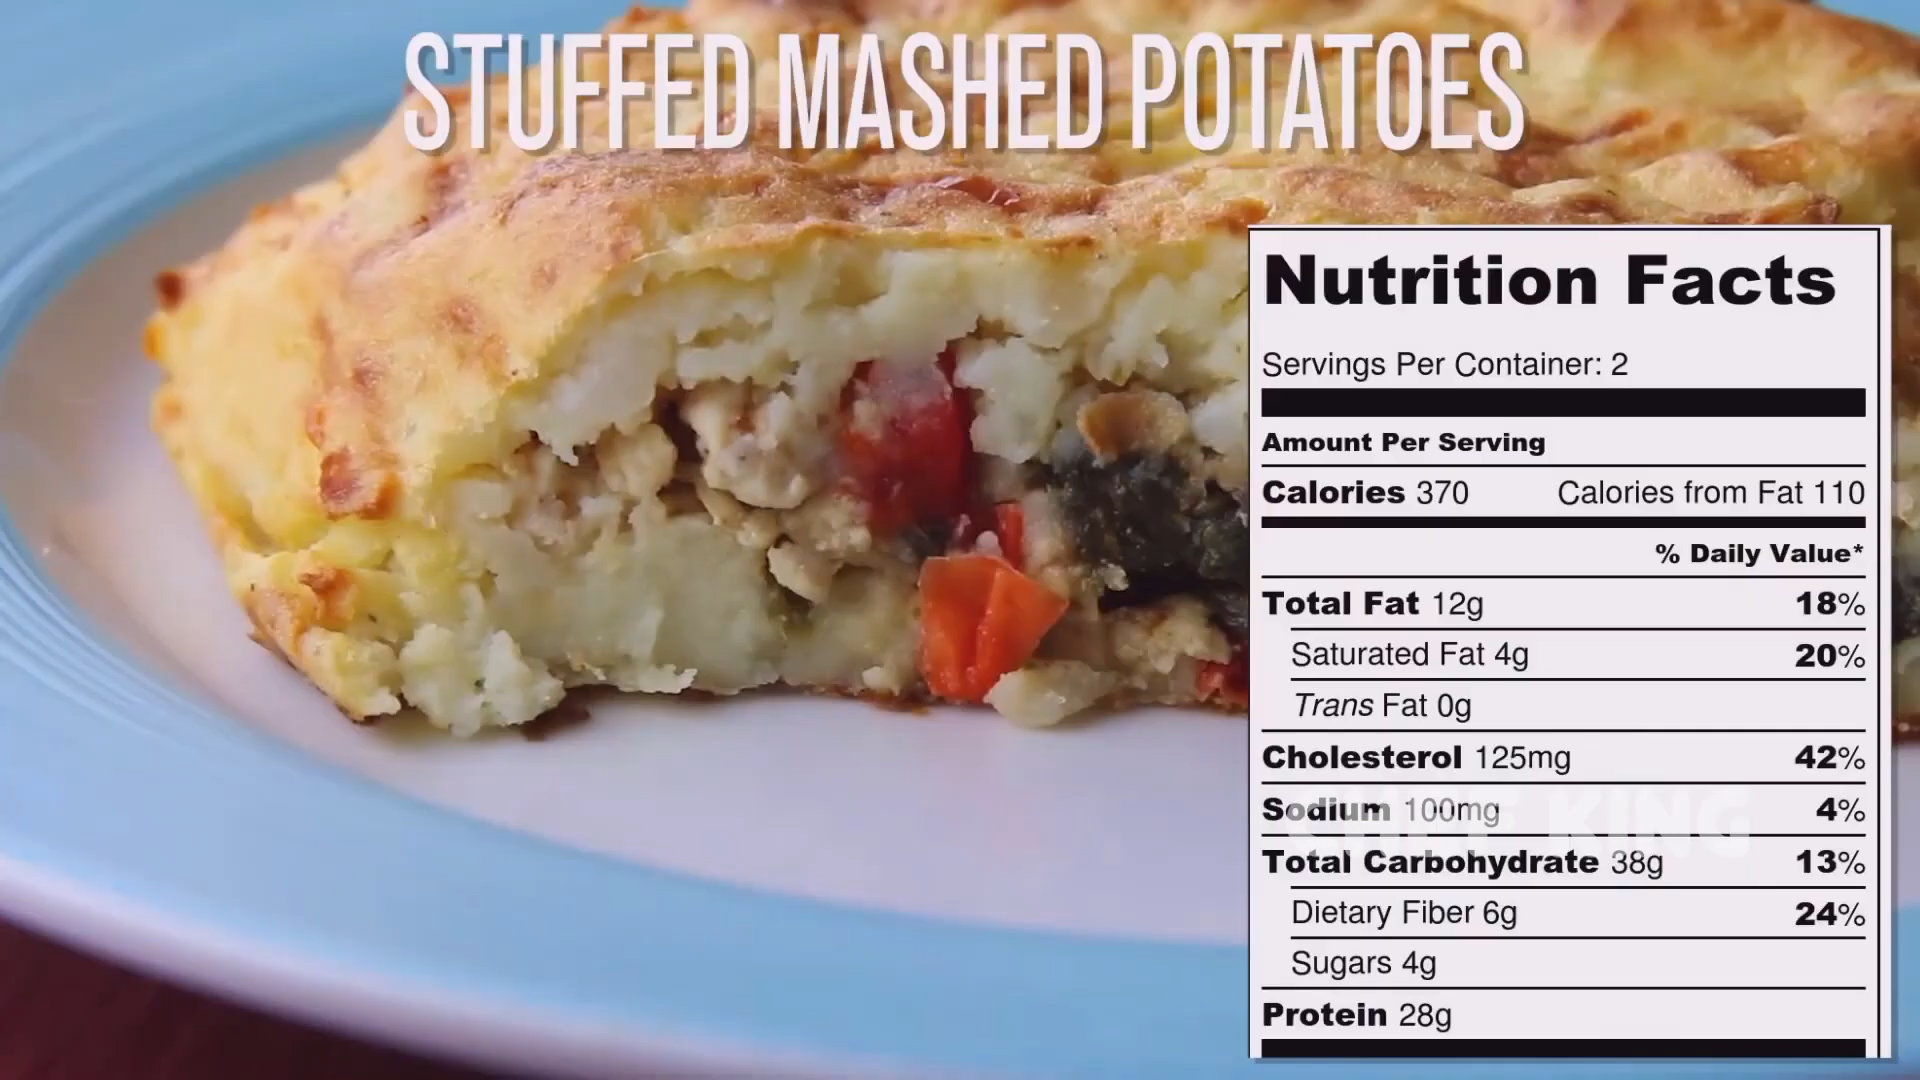 STUFFED MASHED POTATOES
Nutrition Facts
Servings Per Container: 2
Amount Per Serving
Calories 370 Calories from Fat 110
% Daily Value*
Total Fat 12g 18%
Saturated Fat 4g 20%
Trans Fat 0g
Cholesterol 125mg 42%
Sodium 100mg 4%
CHEF KING
Total Carbohydrate 38g 13%
Dietary Fiber 6g 24%
Sugars 4g
Protein 28g